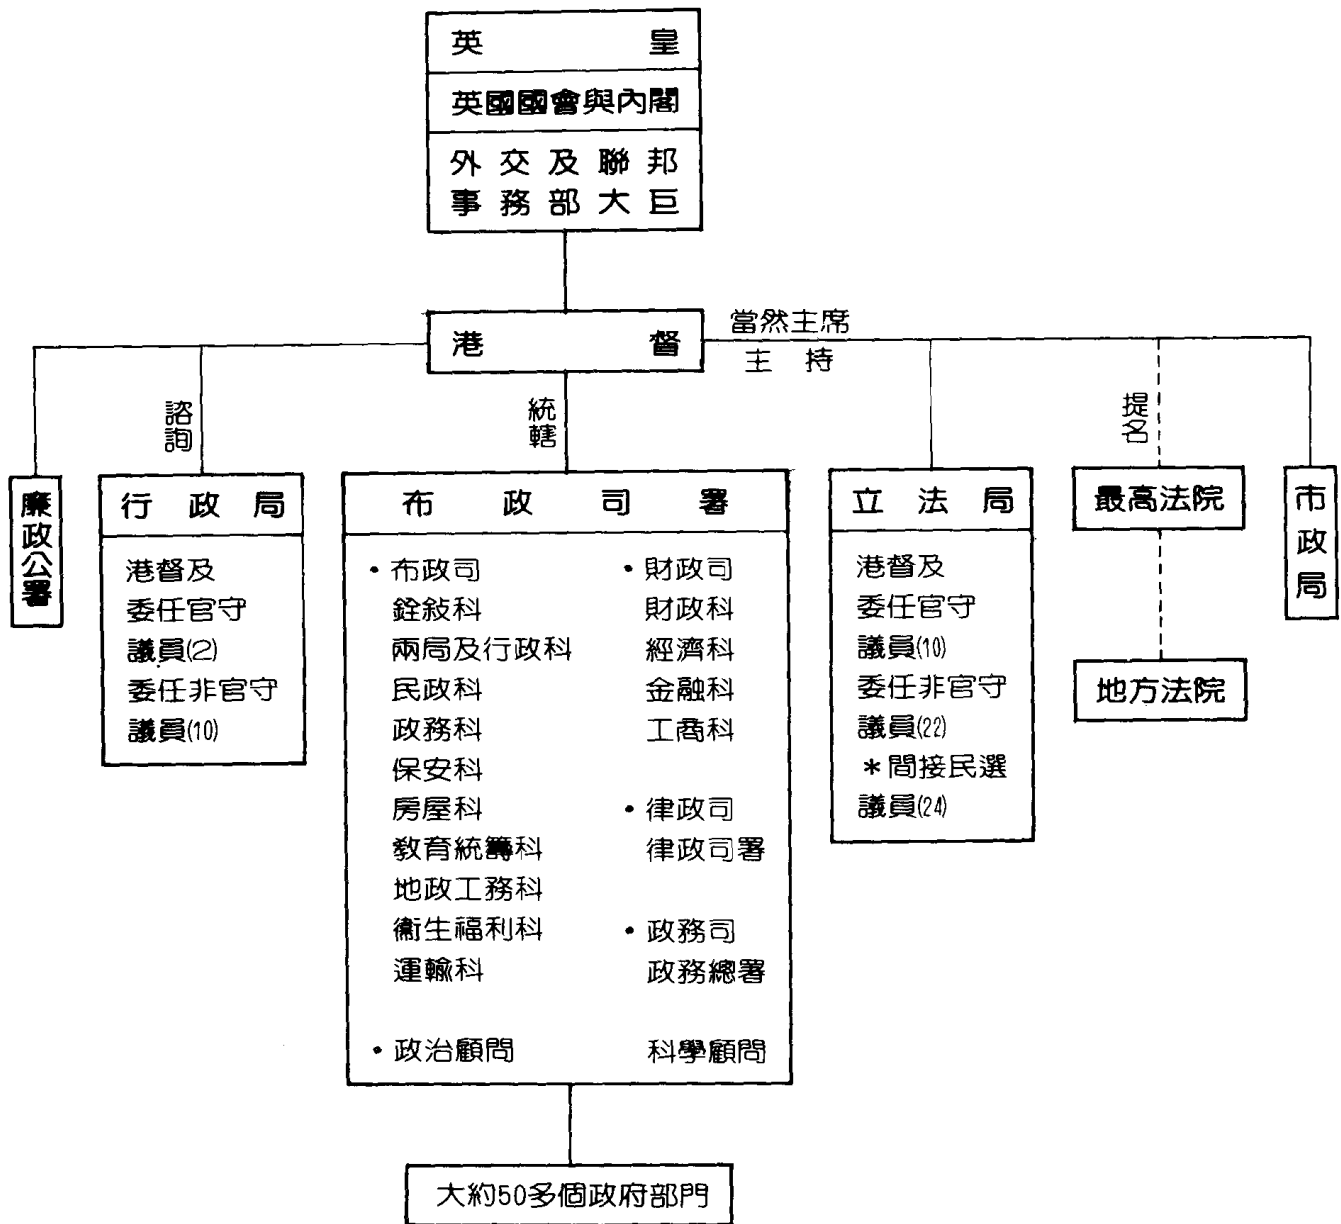 英皇
英國國會與內閣
外交及聯邦
事務部大巨
港督
當然主席
主持
諮詢
統轄
提名
廉政公署
行政局
港督及
委任官守
議員(2)
委任非官守
議員(10)
布政司署
•布政司
銓敍科
兩局及行政科
民政科
政務科
保安科
房屋科
教育統籌科
地政工務科
衞生福利科
運輸科
•政治顧問
•財政司
財政科
經濟科
金融科
工商科
•律政司
律政司署
•政務司
政務總署
科學顧問
立法局
港督及
委任官守
議員(10)
委任非官守
議員(22)
*間接民選
議員(24)
最高法院
地方法院
市政局
大約50多個政府部門